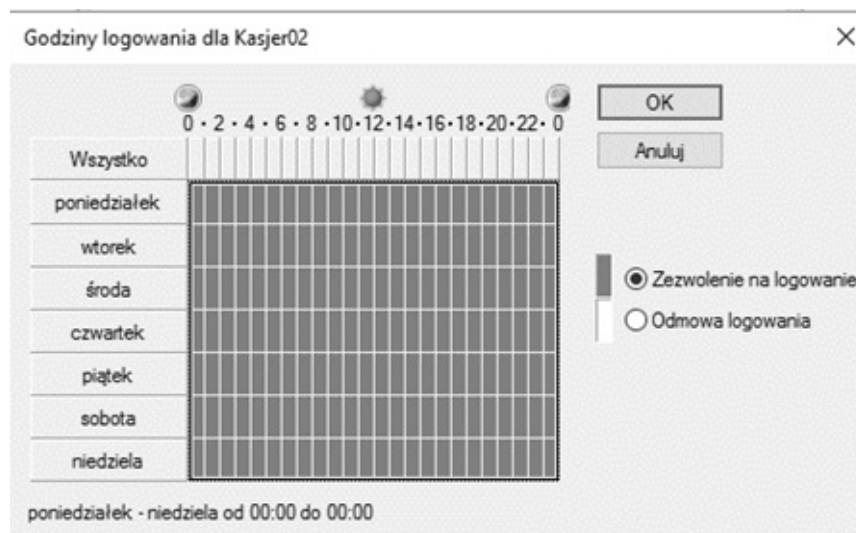 Godziny logowania dla Kasjer02
0 · 2 · 4 · 6 · 8 · 10 · 12 · 14 · 16 · 18 · 20 · 22 · 0
OK
Wszystko
Anuluj
poniedziałek
wtorek
środa
Zezwolenie na logowanie
czwartek
Odmowa logowania
piątek
sobota
niedziela
poniedziałek - niedziela od 00:00 do 00:00